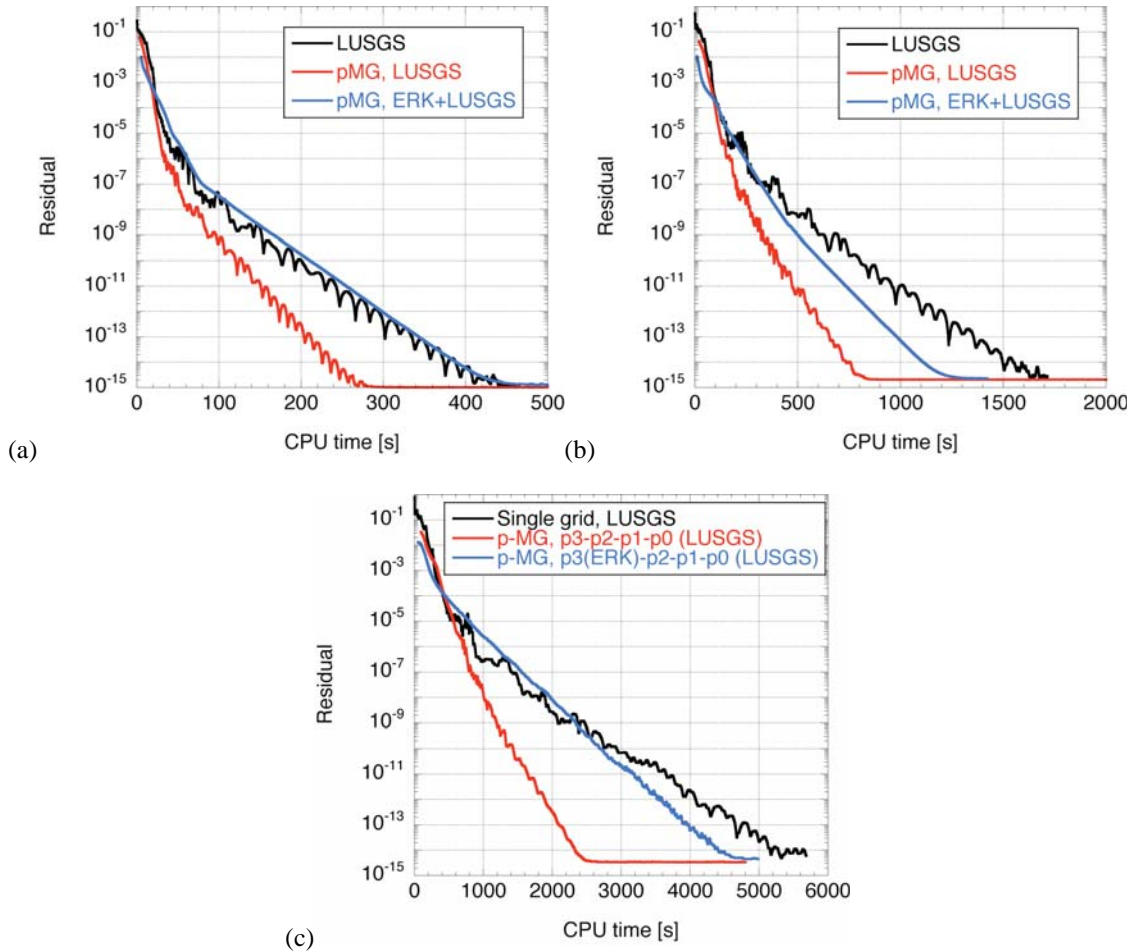 10^-1
10^-3
10^-5
10^-7
10^-9
10^-11
10^-13
10^-15
Residual
LUSGS
pMG, LUSGS
pMG, ERK+LUSGS
0 100 200 300 400 500
CPU time [s]
(a)
10^-1
10^-3
10^-5
10^-7
10^-9
10^-11
10^-13
10^-15
Residual
LUSGS
pMG, LUSGS
pMG, ERK+LUSGS
0 500 1000 1500 2000
CPU time [s]
(b)
10^-1
10^-3
10^-5
10^-7
10^-9
10^-11
10^-13
10^-15
Residual
Single grid, LUSGS
p-MG, p3-p2-p1-p0 (LUSGS)
p-MG, p3(ERK)-p2-p1-p0 (LUSGS)
0 1000 2000 3000 4000 5000 6000
CPU time [s]
(c)